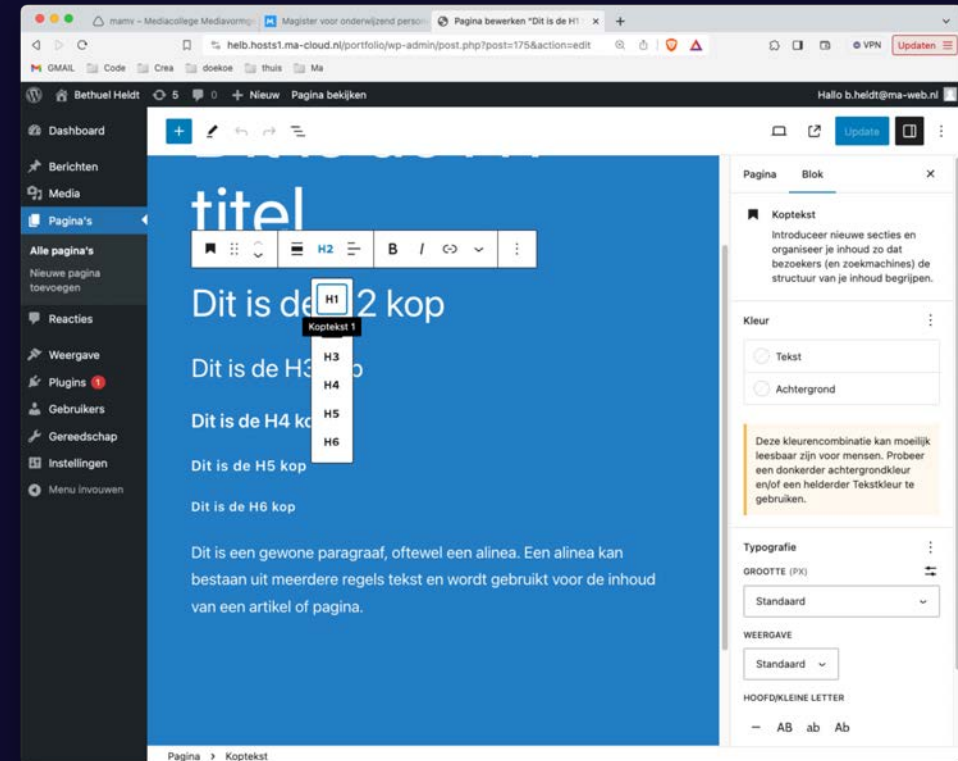 mamv – Mediacollege Mediavormge
Magister voor onderwijzend person
Pagina bewerken "Dit is de H1
helb.hosts1.ma-cloud.nl/portfolio/wp-admin/post.php?post=175&action=edit
VPN
Updaten
GMAIL
Code
Crea
doekoe
thuis
Ma
Bethuel Heldt
5
0
Nieuw
Pagina bekijken
Hallo b.heldt@ma-web.nl
Dashboard
Berichten
Media
Pagina's
Alle pagina's
Nieuwe pagina
toevoegen
Reacties
Weergave
Plugins 1
Gebruikers
Gereedschap
Instellingen
Menu invouwen
Update
Dit is de H1
titel
H2
B
I
Dit is de 2 kop
H1
Koptekst 1
H3
H4
H5
H6
Dit is de H3
Dit is de H4 ko
Dit is de H5 kop
Dit is de H6 kop
Dit is een gewone paragraaf, oftewel een alinea. Een alinea kan
bestaan uit meerdere regels tekst en wordt gebruikt voor de inhoud
van een artikel of pagina.
Pagina > Koptekst
Pagina
Blok
Koptekst
Introduceer nieuwe secties en
organiseer je inhoud zo dat
bezoekers (en zoekmachines) de
structuur van je inhoud begrijpen.
Kleur
Tekst
Achtergrond
Deze kleurencombinatie kan moeilijk
leesbaar zijn voor mensen. Probeer
een donkerder achtergrondkleur
en/of een helderder Tekstkleur te
gebruiken.
Typografie
GROOTTE (PX)
Standaard
WEERGAVE
Standaard
HOOFD/KLEINE LETTER
– AB ab Ab